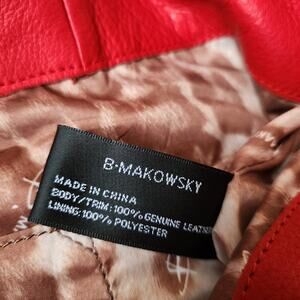 B·MAKOWSKY
MADE IN CHINA
BODY/TRIM: 100% GENUINE LEATHER
LINING: 100% POLYESTER